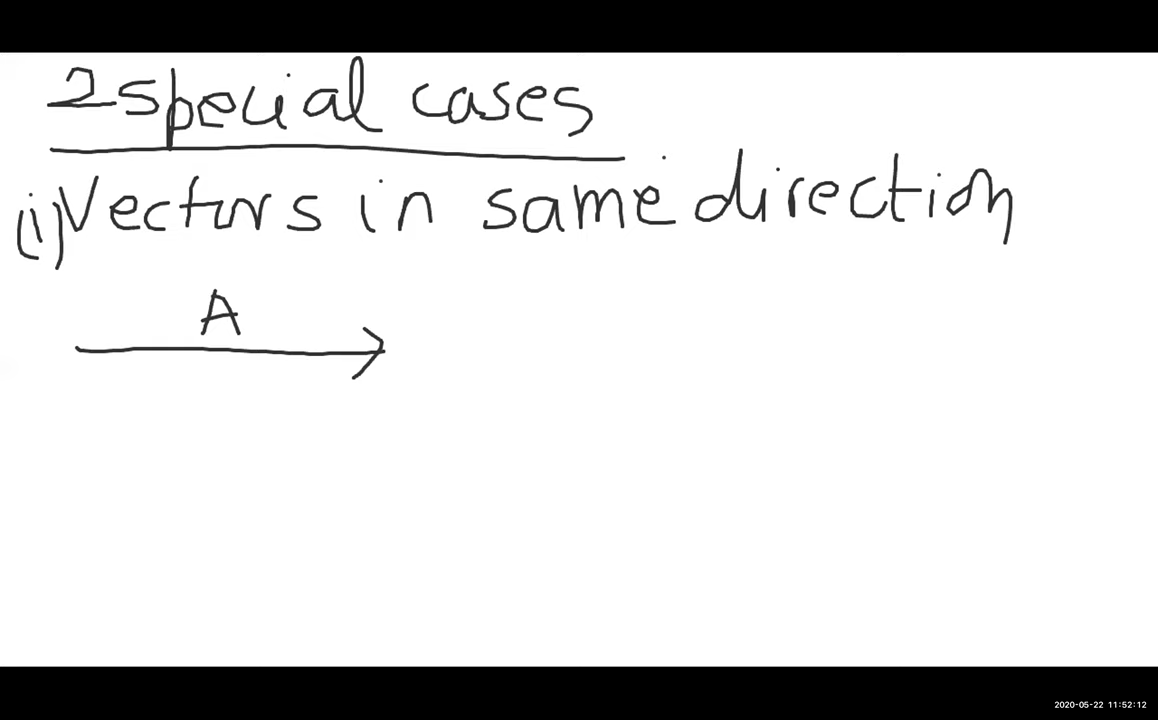 2 special cases
(i) Vectors in same direction
A
2020-05-22 11:52:12